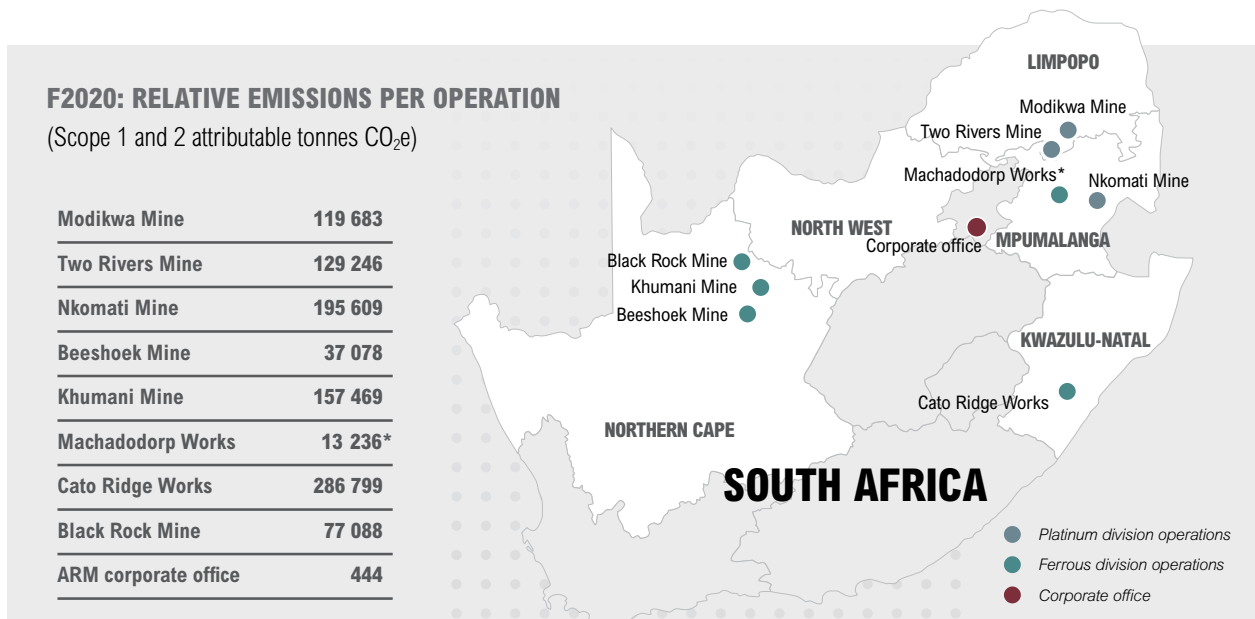 F2020: RELATIVE EMISSIONS PER OPERATION
(Scope 1 and 2 attributable tonnes CO₂e)
Modikwa Mine 119 683
Two Rivers Mine 129 246
Nkomati Mine 195 609
Beeshoek Mine 37 078
Khumani Mine 157 469
Machadodorp Works 13 236*
Cato Ridge Works 286 799
Black Rock Mine 77 088
ARM corporate office 444
LIMPOPO
Modikwa Mine
Two Rivers Mine
Machadodorp Works*
Nkomati Mine
NORTH WEST
Corporate office
MPUMALANGA
Black Rock Mine
Khumani Mine
Beeshoek Mine
KWAZULU-NATAL
Cato Ridge Works
NORTHERN CAPE
SOUTH AFRICA
Platinum division operations
Ferrous division operations
Corporate office